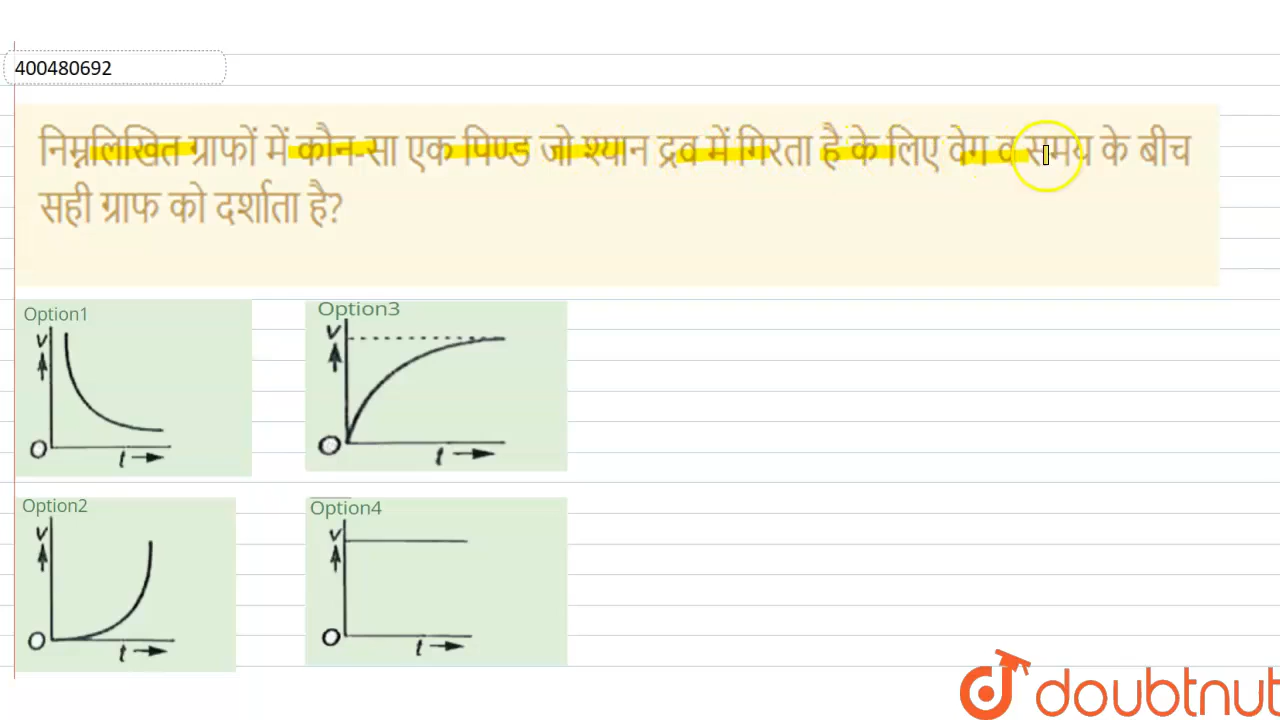 400480692
निम्नलिखित ग्राफों में कौन-सा एक पिण्ड जो श्यान द्रव में गिरता है के लिए वेग व समय के बीच
सही ग्राफ को दर्शाता है?
Option1
V
O
t
Option3
V
O
t
Option2
V
O
t
Option4
V
O
t
doubtnut